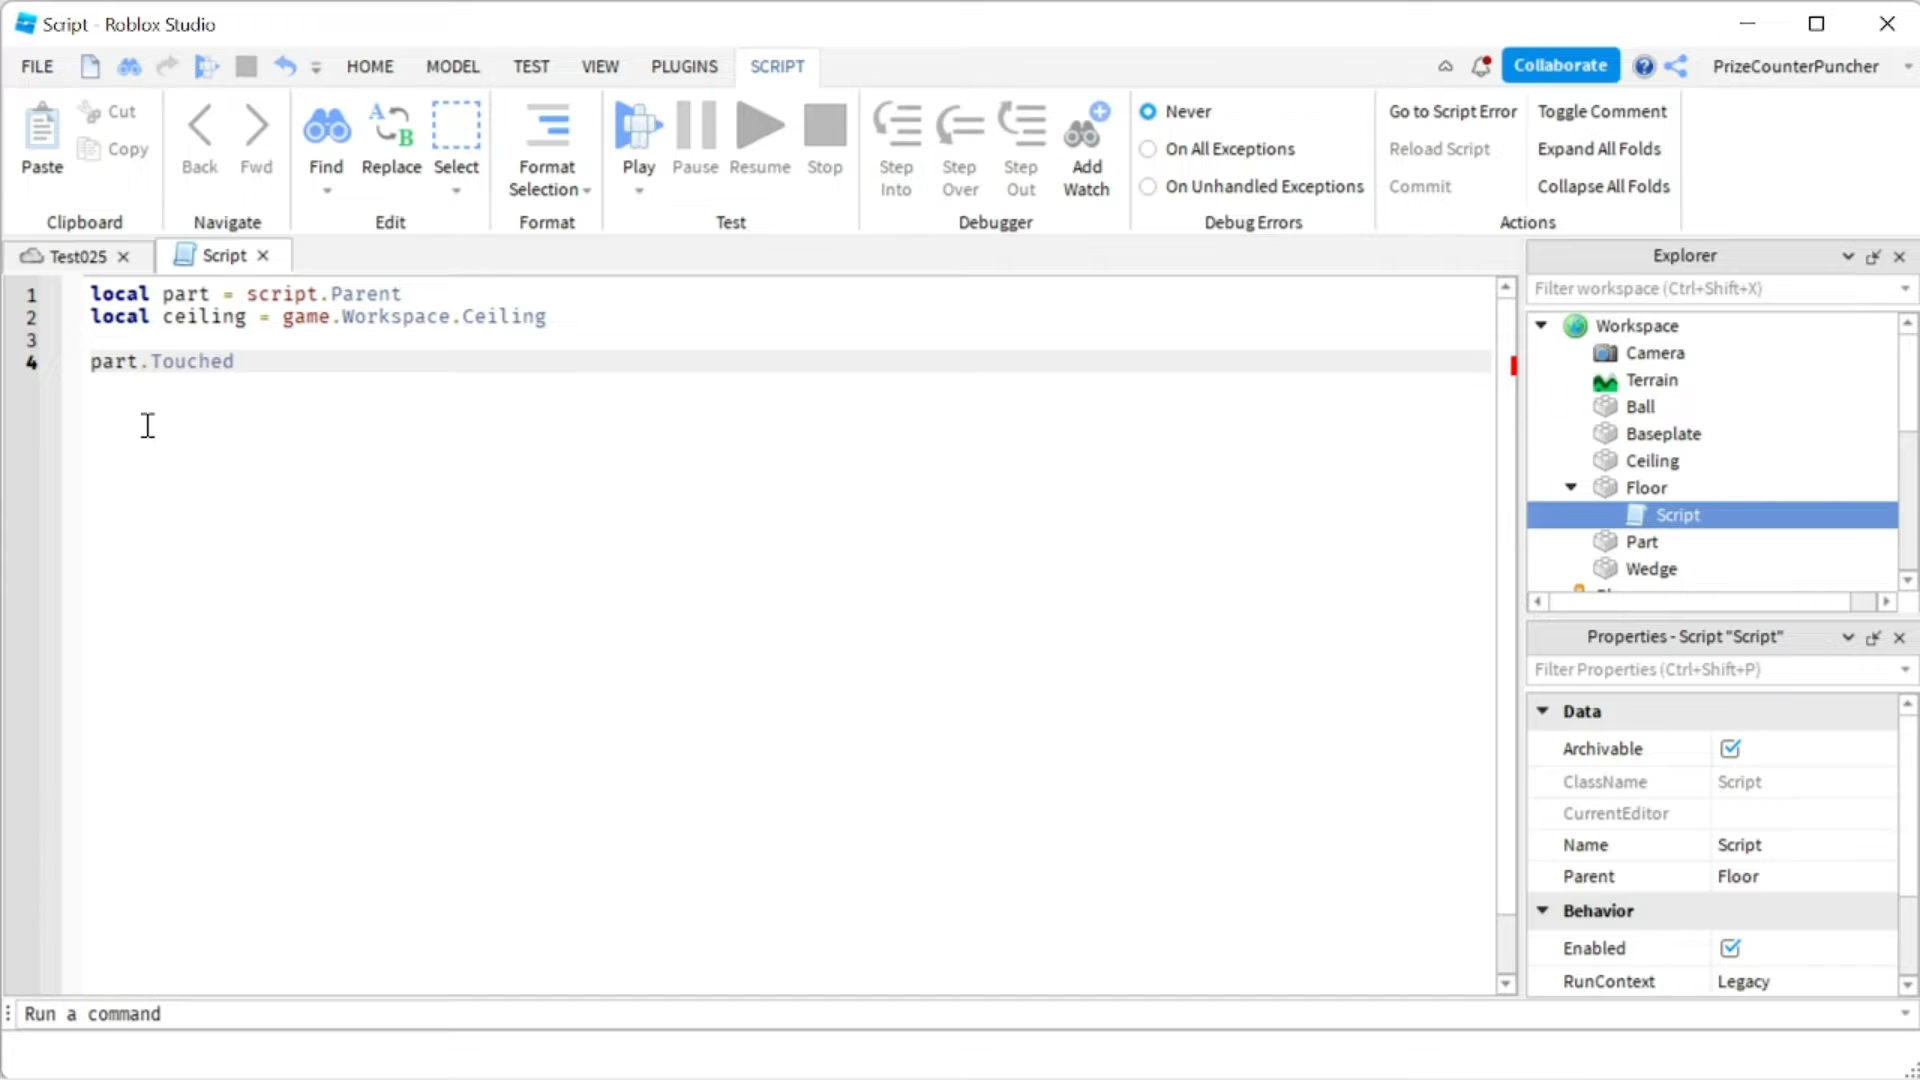 Script - Roblox Studio
FILE HOME MODEL TEST VIEW PLUGINS SCRIPT Collaborate ? PrizeCounterPuncher
Paste Cut Copy
Clipboard
Back Fwd
Navigate
Find Replace Select
Edit
Format Selection
Format
Play Pause Resume Stop
Test
Step Into Step Over Step Out Add Watch
Debugger
Never
On All Exceptions
On Unhandled Exceptions
Debug Errors
Go to Script Error Toggle Comment
Reload Script Expand All Folds
Commit Collapse All Folds
Actions
Test025 Script
1 local part = script.Parent
2 local ceiling = game.Workspace.Ceiling
3
4 part.Touched
Explorer
Filter workspace (Ctrl+Shift+X)
Workspace
Camera
Terrain
Ball
Baseplate
Ceiling
Floor
Script
Part
Wedge
Properties - Script "Script"
Filter Properties (Ctrl+Shift+P)
Data
Archivable
ClassName Script
CurrentEditor
Name Script
Parent Floor
Behavior
Enabled
RunContext Legacy
Run a command